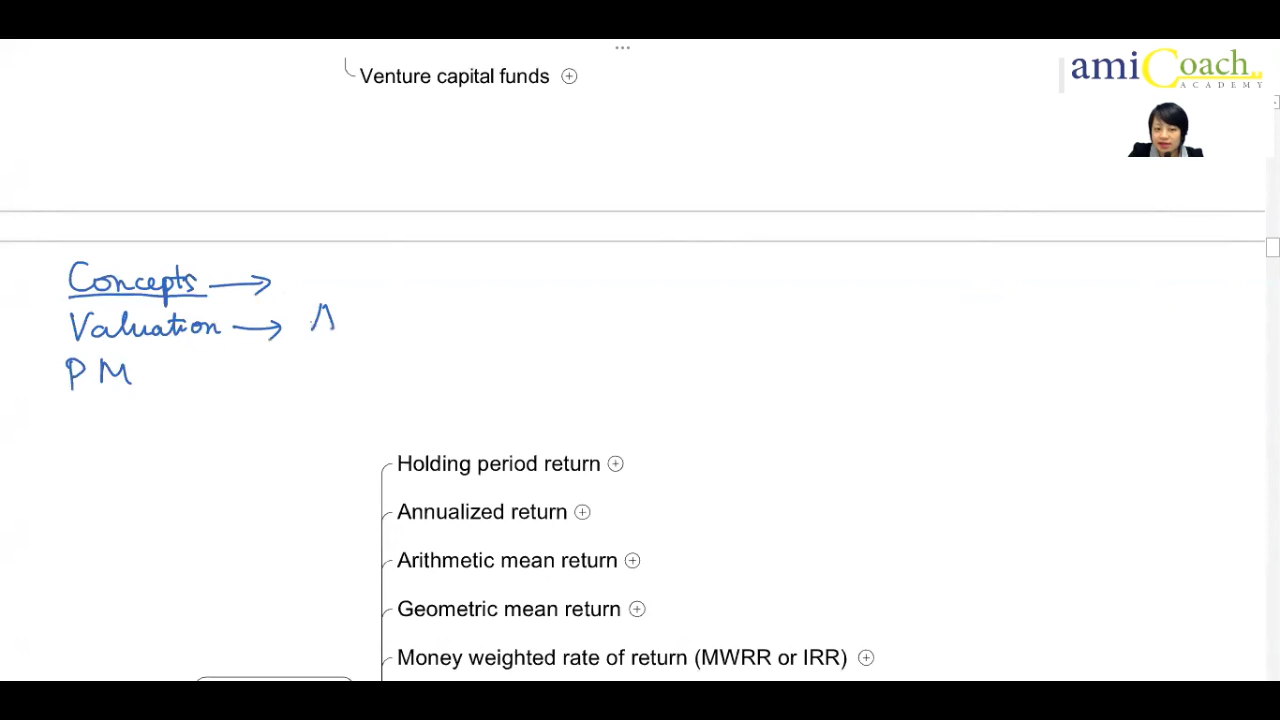 Venture capital funds
amiCoach
ACADEMY
Concepts →
Valuation →
PM
Holding period return
Annualized return
Arithmetic mean return
Geometric mean return
Money weighted rate of return (MWRR or IRR)